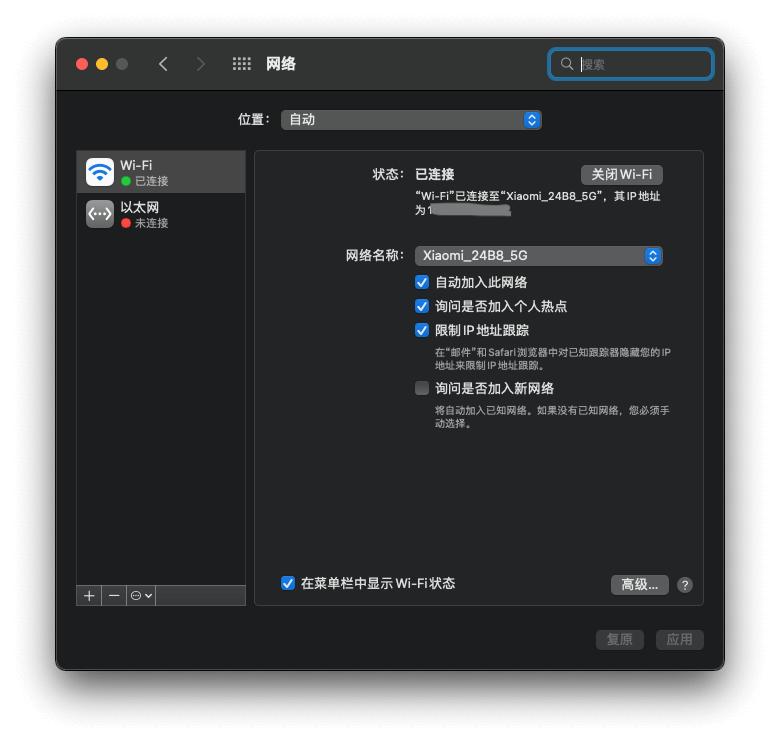 网络
搜索
位置：
自动
Wi-Fi
已连接
以太网
未连接
状态：
已连接
关闭 Wi-Fi
“Wi-Fi”已连接至“Xiaomi_24B8_5G”，其 IP 地址
为1
网络名称：
Xiaomi_24B8_5G
自动加入此网络
询问是否加入个人热点
限制 IP 地址跟踪
在“邮件”和 Safari 浏览器中对已知跟踪器隐藏您的 IP
地址来限制 IP 地址跟踪。
询问是否加入新网络
将自动加入已知网络。如果没有已知网络，您必须手
动选择。
在菜单栏中显示 Wi-Fi 状态
高级...
?
复原
应用